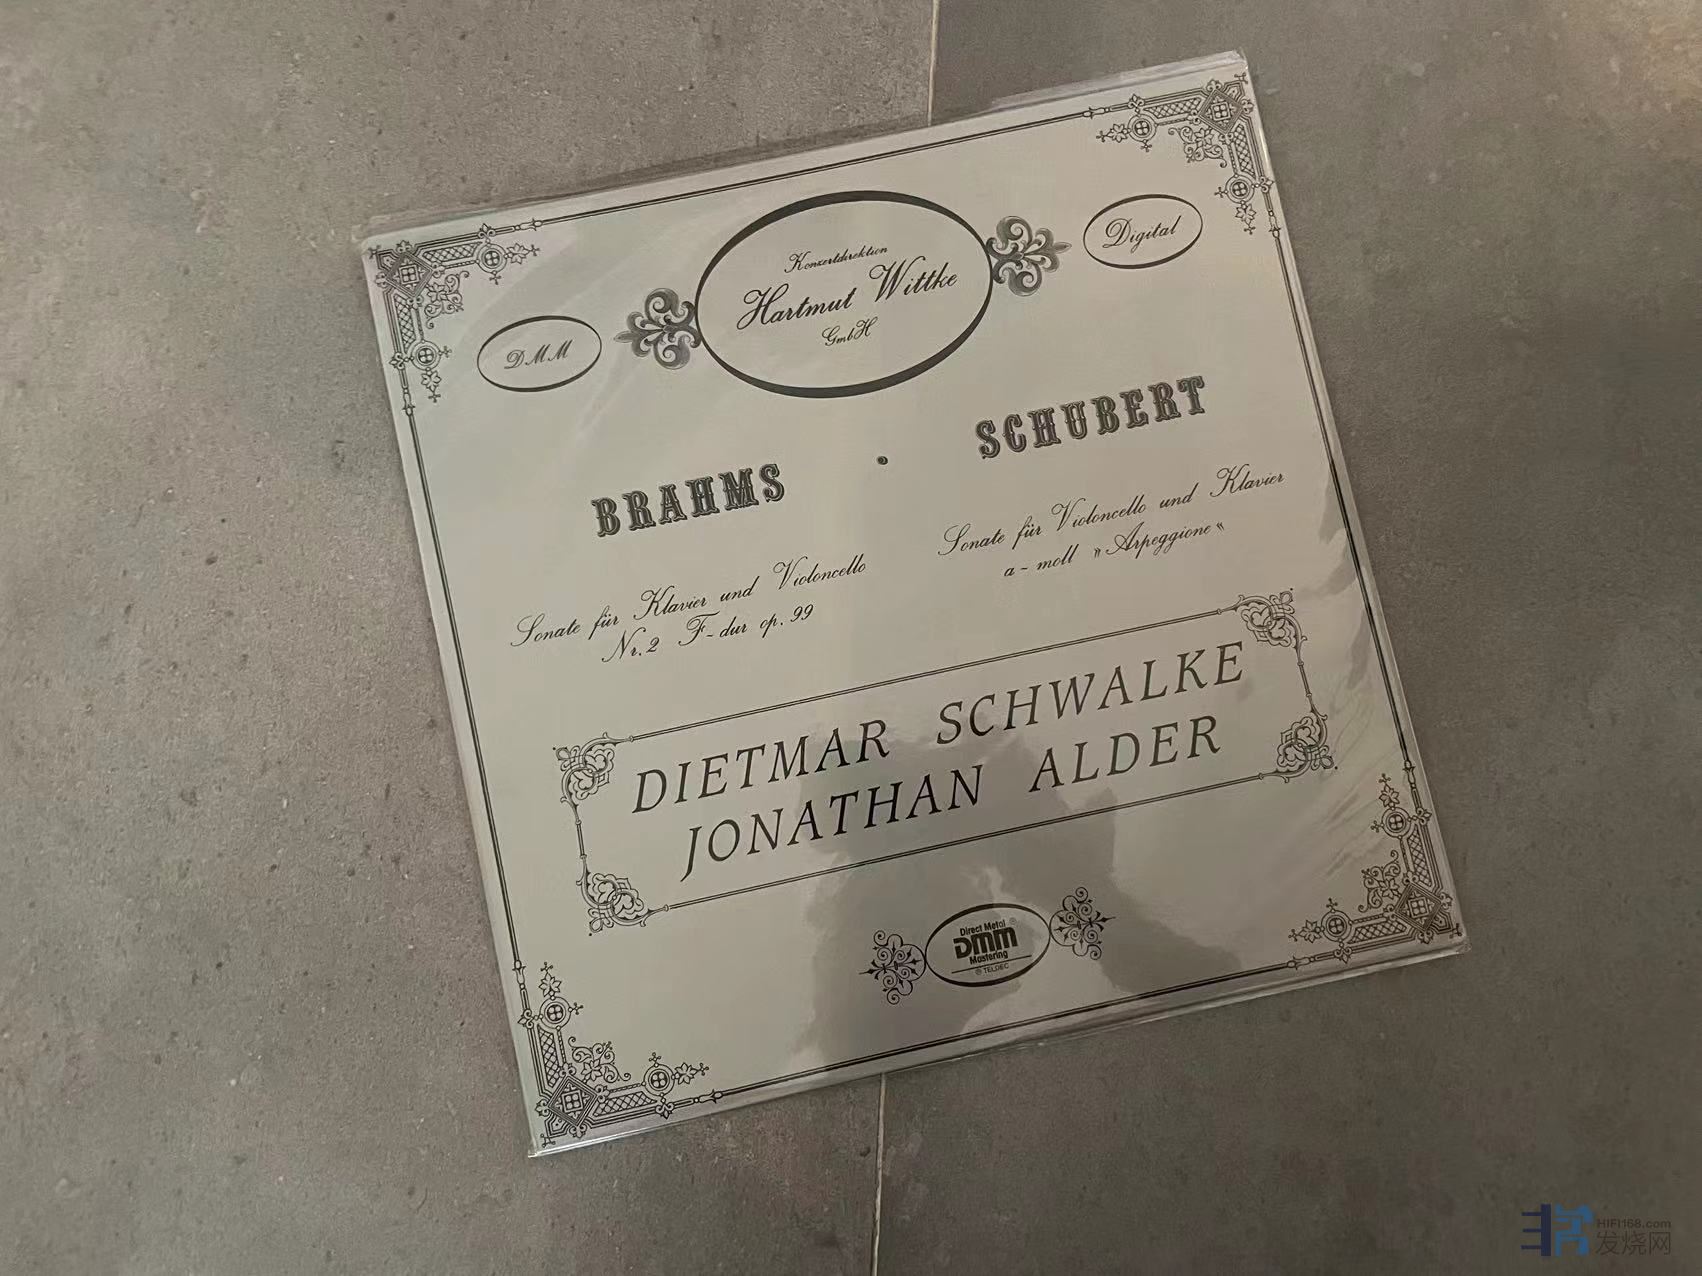 Konzertdirektion
Hartmut Wittke
GmbH
Digital
DMM
BRAHMS · SCHUBERT
Sonate für Klavier und Violoncello
Nr. 2 F-dur op. 99
Sonate für Violoncello und Klavier
a-moll »Arpeggione«
DIETMAR SCHWALKE
JONATHAN ALDER
Direct Metal ®
DMM
Mastering
℗ TELDEC
HIFI168.com
发烧网